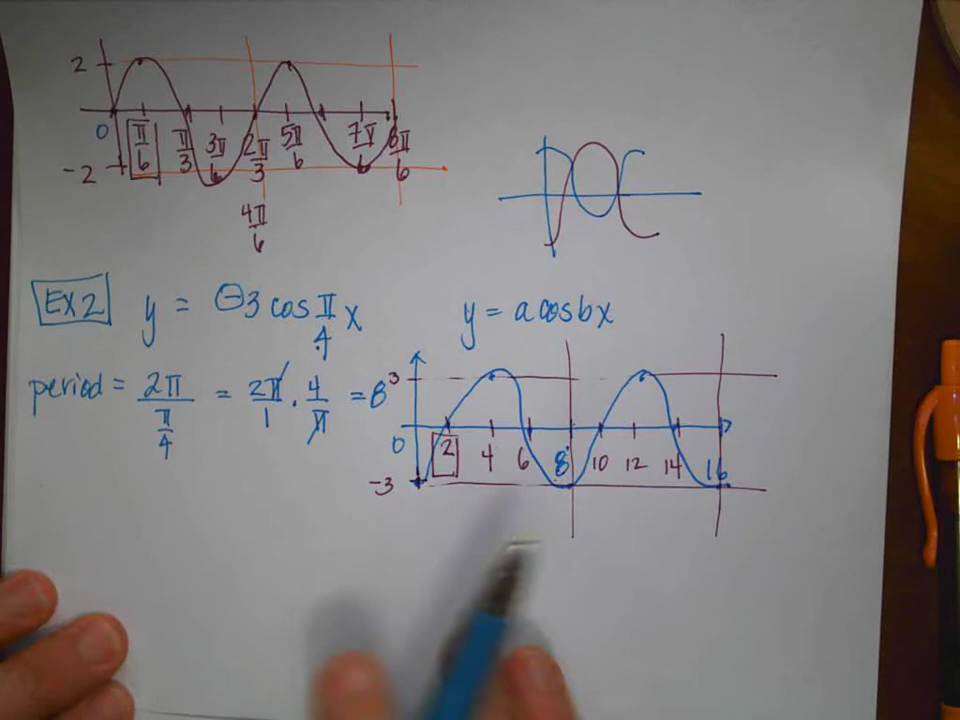 2
0 π/6 π/3 3π/6 2π/3 5π/6 7π/6 8π/6
-2
4π/6
EX2 y = -3 cos π/4 x y = a cos bx
period = 2π/(π/4) = 2π/1 · 4/π = 8
3
0 2 4 6 8 10 12 14 16
-3